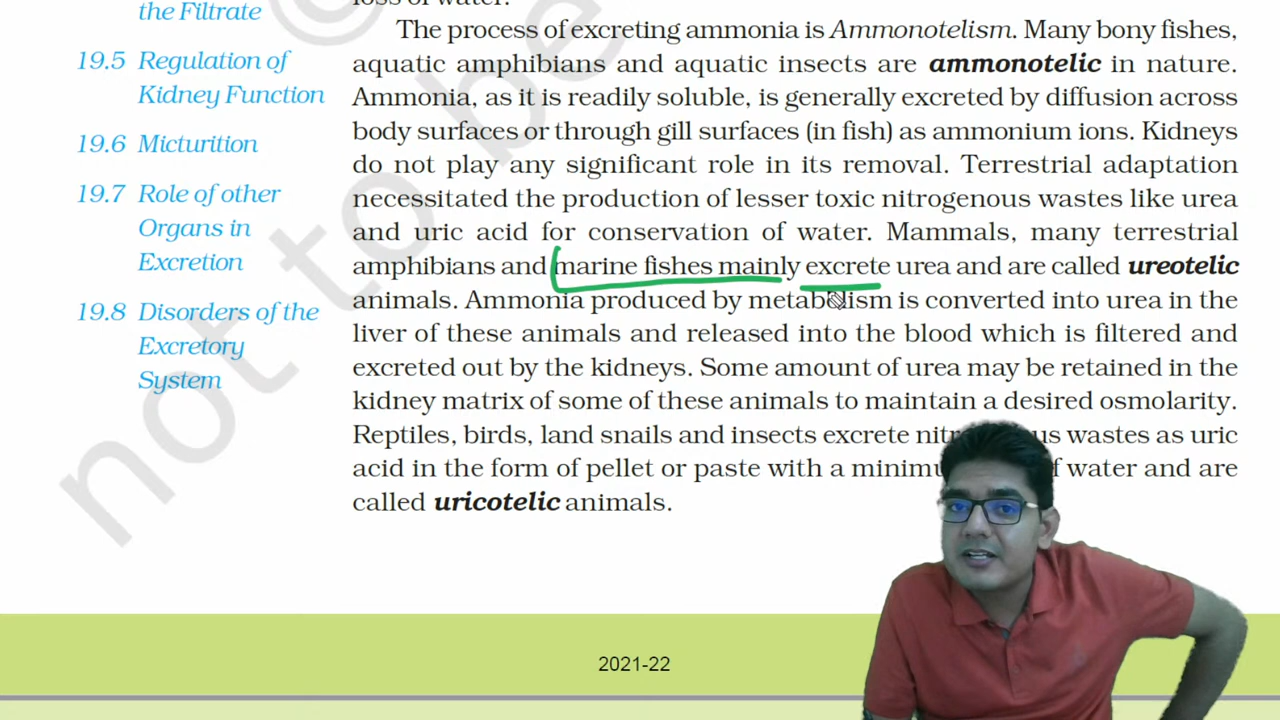 the Filtrate
19.5 Regulation of
Kidney Function
19.6 Micturition
19.7 Role of other
Organs in
Excretion
19.8 Disorders of the
Excretory
System
loss of water.
The process of excreting ammonia is Ammonotelism. Many bony fishes,
aquatic amphibians and aquatic insects are ammonotelic in nature.
Ammonia, as it is readily soluble, is generally excreted by diffusion across
body surfaces or through gill surfaces (in fish) as ammonium ions. Kidneys
do not play any significant role in its removal. Terrestrial adaptation
necessitated the production of lesser toxic nitrogenous wastes like urea
and uric acid for conservation of water. Mammals, many terrestrial
amphibians and marine fishes mainly excrete urea and are called ureotelic
animals. Ammonia produced by metabolism is converted into urea in the
liver of these animals and released into the blood which is filtered and
excreted out by the kidneys. Some amount of urea may be retained in the
kidney matrix of some of these animals to maintain a desired osmolarity.
Reptiles, birds, land snails and insects excrete wastes as uric
acid in the form of pellet or paste with a water and are
called uricotelic animals.
not to be
2021-22